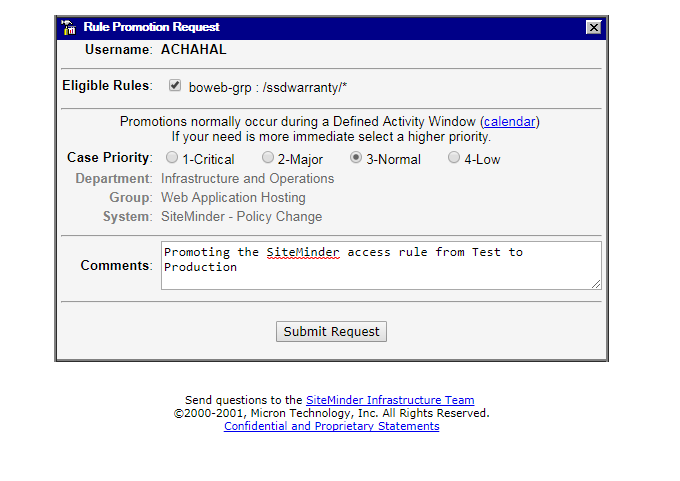 Rule Promotion Request
Username: ACHAHAL
Eligible Rules: boweb-grp : /ssdwarranty/*
Promotions normally occur during a Defined Activity Window (calendar)
If your need is more immediate select a higher priority.
Case Priority: 1-Critical 2-Major 3-Normal 4-Low
Department: Infrastructure and Operations
Group: Web Application Hosting
System: SiteMinder - Policy Change
Comments: Promoting the SiteMinder access rule from Test to
Production
Submit Request
Send questions to the SiteMinder Infrastructure Team
©2000-2001, Micron Technology, Inc. All Rights Reserved.
Confidential and Proprietary Statements